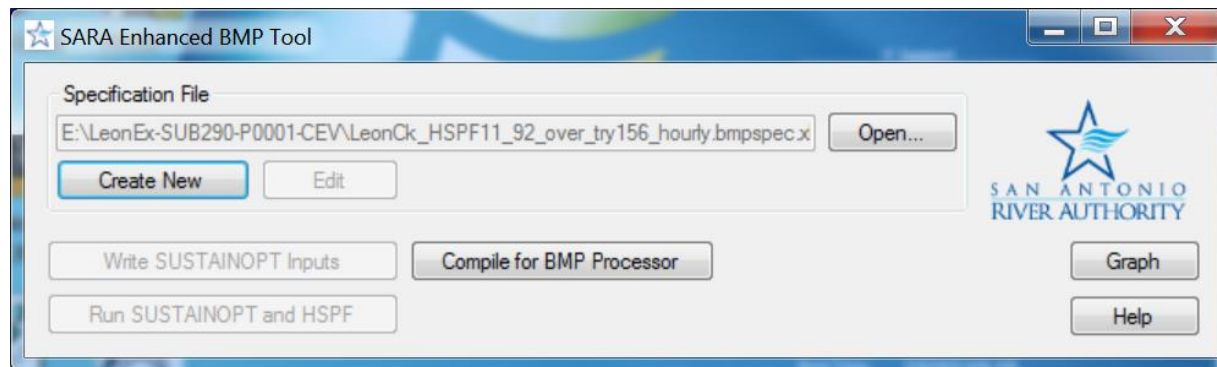 SARA Enhanced BMP Tool
Specification File
E:\LeonEx-SUB290-P0001-CEV\LeonCk_HSPF11_92_over_try156_hourly.bmpspec.x
Open...
Create New
Edit
SAN ANTONIO
RIVER AUTHORITY
Write SUSTAINOPT Inputs
Compile for BMP Processor
Graph
Run SUSTAINOPT and HSPF
Help